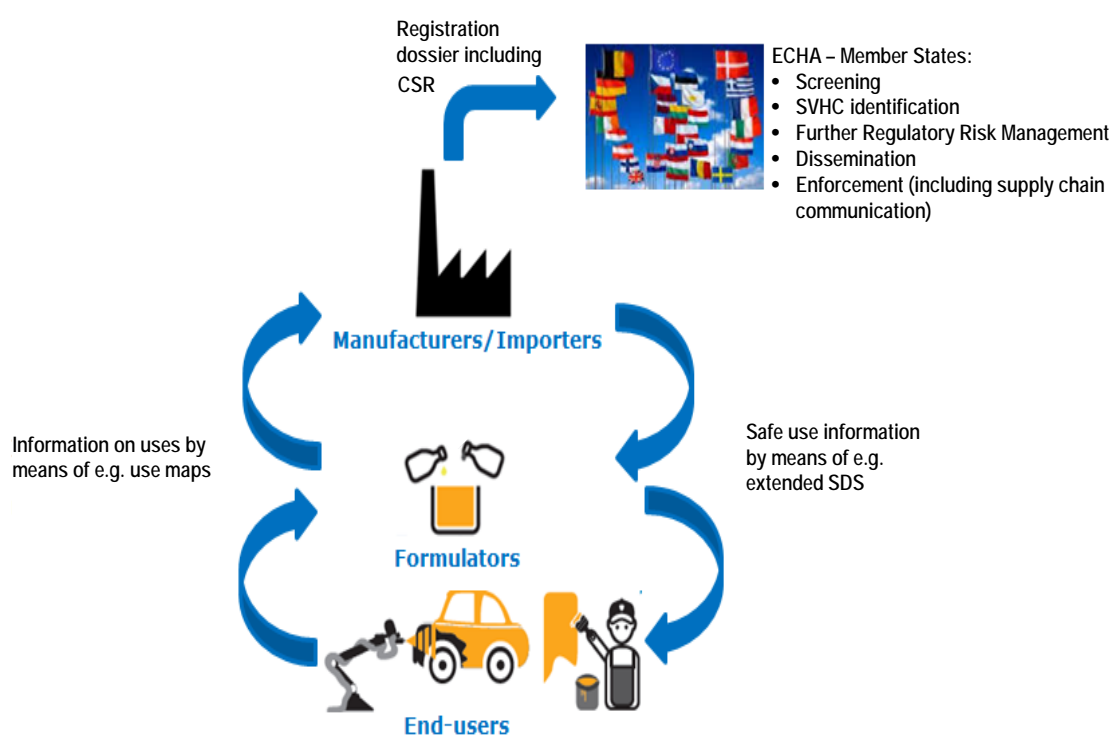 Registration
dossier including
CSR
ECHA – Member States:
• Screening
• SVHC identification
• Further Regulatory Risk Management
• Dissemination
• Enforcement (including supply chain
communication)
Manufacturers/Importers
Information on uses by
means of e.g. use maps
Safe use information
by means of e.g.
extended SDS
Formulators
End-users